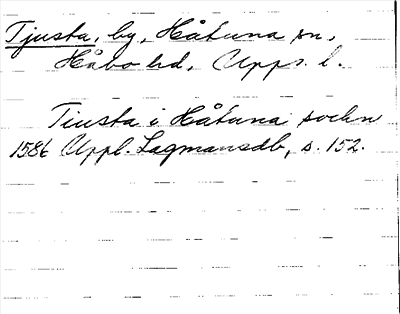 Tjusta, by, Håtuna sn,
Håbo hd, Upps. l.
Tiusta i Håtuna sochn
1586 Uppl. Lagmansdb, s. 152.